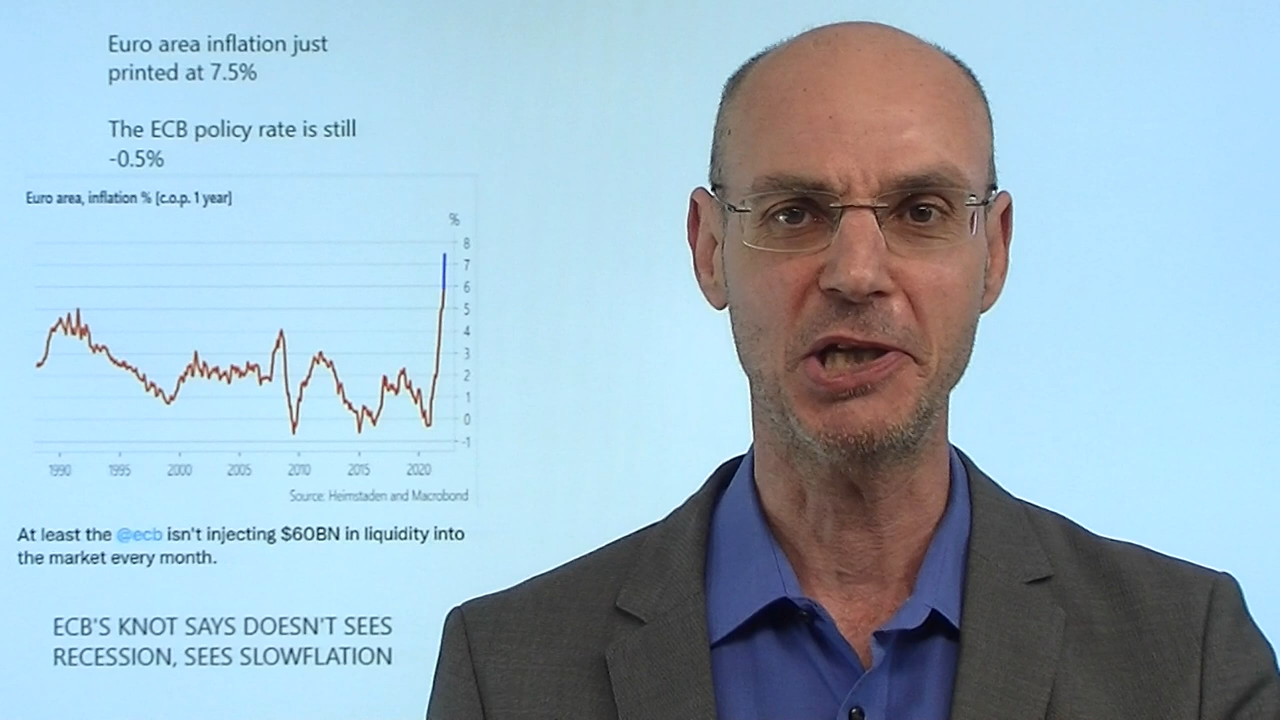 Euro area inflation just
printed at 7.5%
The ECB policy rate is still
-0.5%
Euro area, inflation % [c.o.p. 1 year]
%
8
7
6
5
4
3
2
1
0
-1
1990 1995 2000 2005 2010 2015 2020
Source: Heimstaden and Macrobond
At least the @ecb isn't injecting $60BN in liquidity into
the market every month.
ECB'S KNOT SAYS DOESN'T SEES
RECESSION, SEES SLOWFLATION